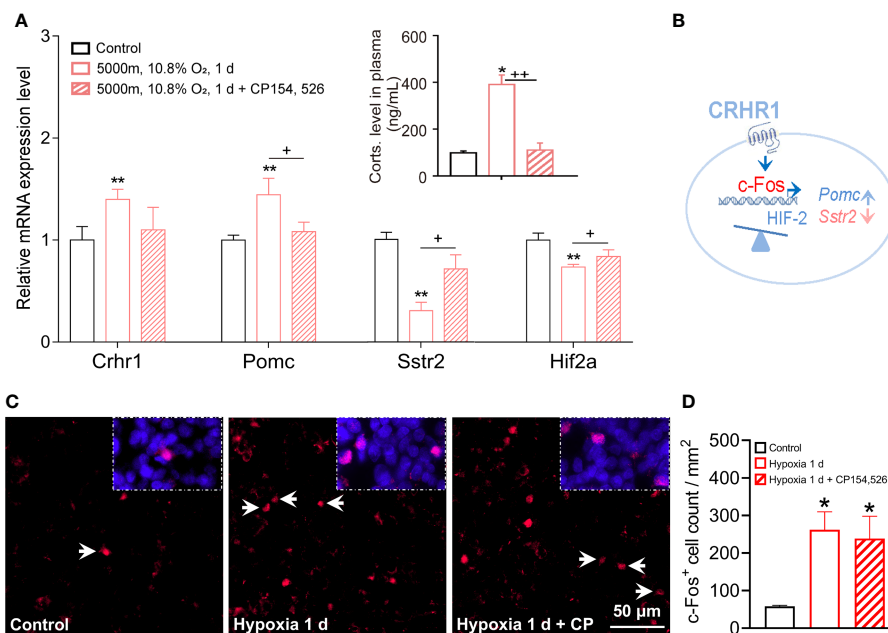 A
Relative mRNA expression level
3
2
1
0
Control
5000m, 10.8% O₂, 1 d
5000m, 10.8% O₂, 1 d + CP154, 526
**
**
+
**
+
**
+
Crhr1
Pomc
Sstr2
Hif2a
Corts. level in plasma
(ng/mL)
600
400
200
0
*
++
B
CRHR1
c-Fos
HIF-2
Pomc
Sstr2
C
Control
Hypoxia 1 d
Hypoxia 1 d + CP
50 µm
D
c-Fos⁺ cell count / mm²
500
400
300
200
100
0
Control
Hypoxia 1 d
Hypoxia 1 d + CP154,526
*
*